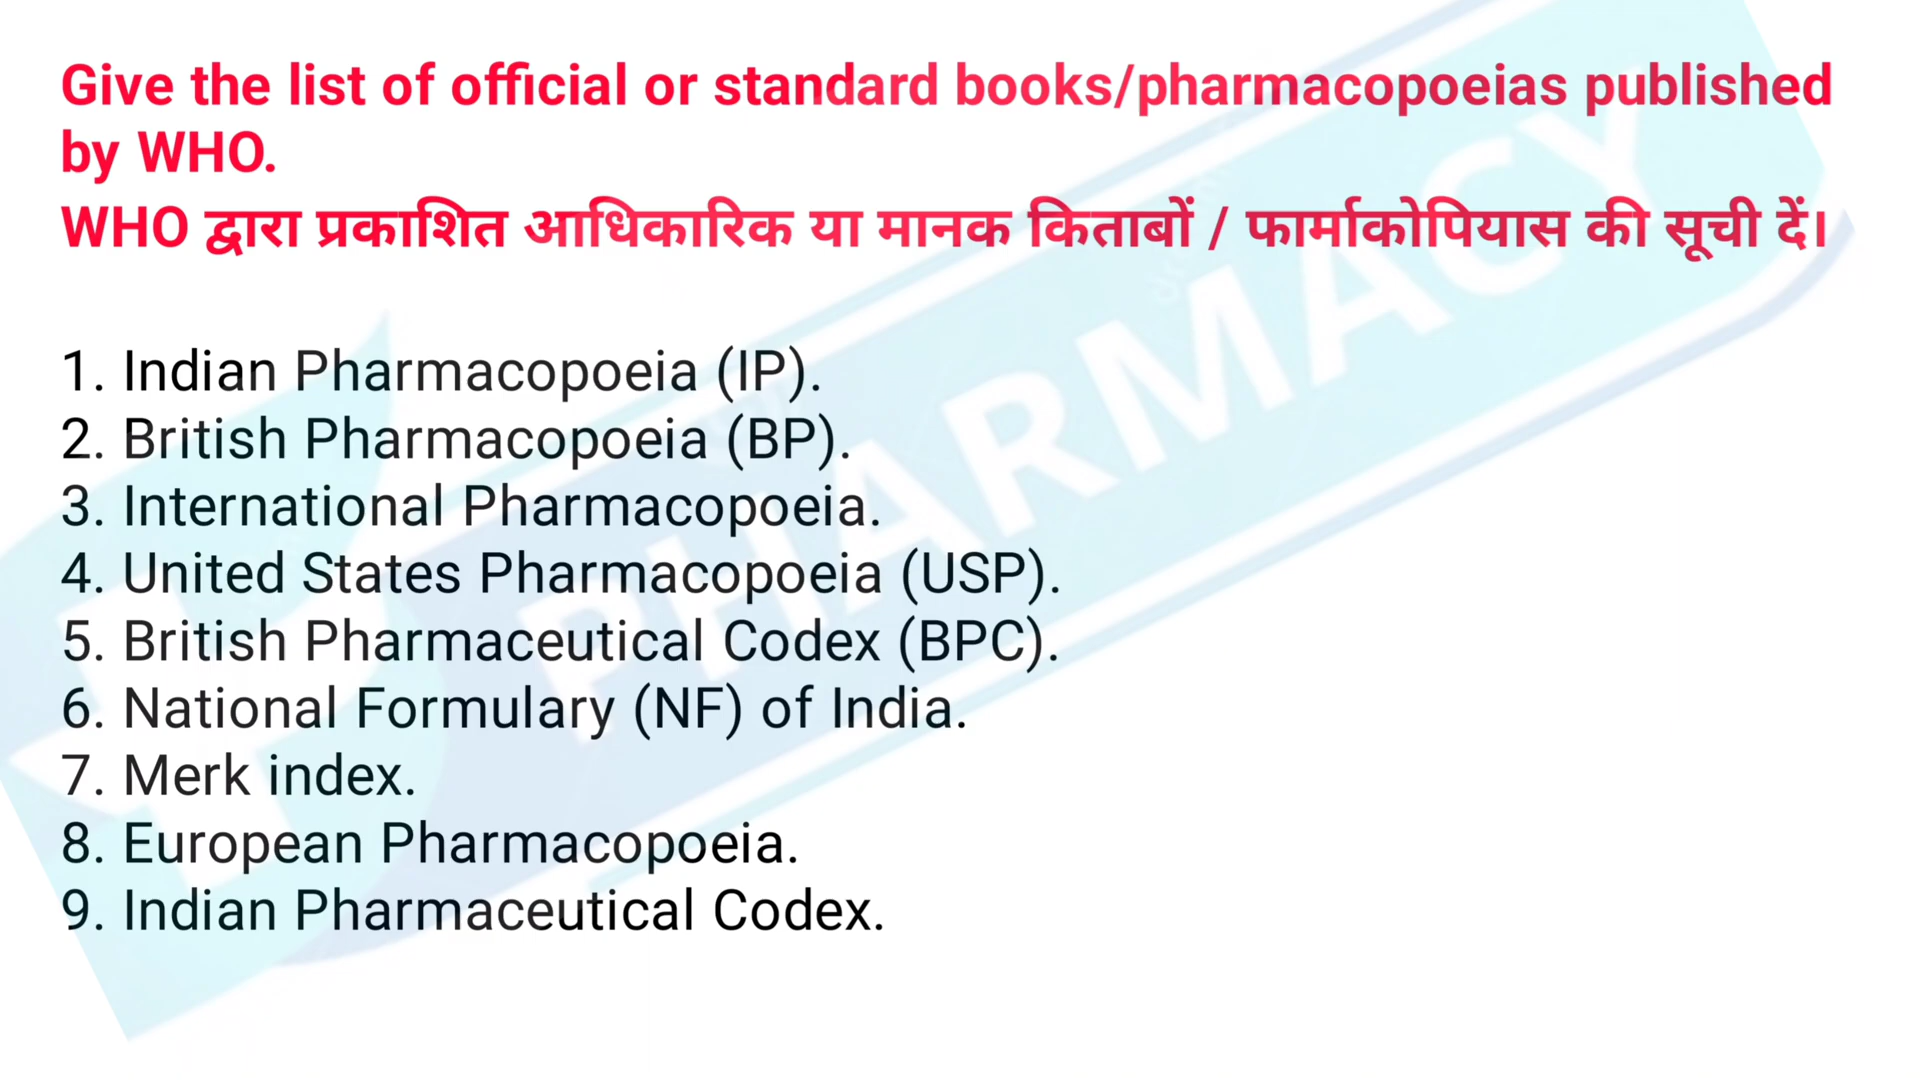 Give the list of official or standard books/pharmacopoeias published
by WHO.
WHO द्वारा प्रकाशित आधिकारिक या मानक किताबों / फार्माकोपियास की सूची दें।
1. Indian Pharmacopoeia (IP).
2. British Pharmacopoeia (BP).
3. International Pharmacopoeia.
4. United States Pharmacopoeia (USP).
5. British Pharmaceutical Codex (BPC).
6. National Formulary (NF) of India.
7. Merk index.
8. European Pharmacopoeia.
9. Indian Pharmaceutical Codex.
PHARMACY